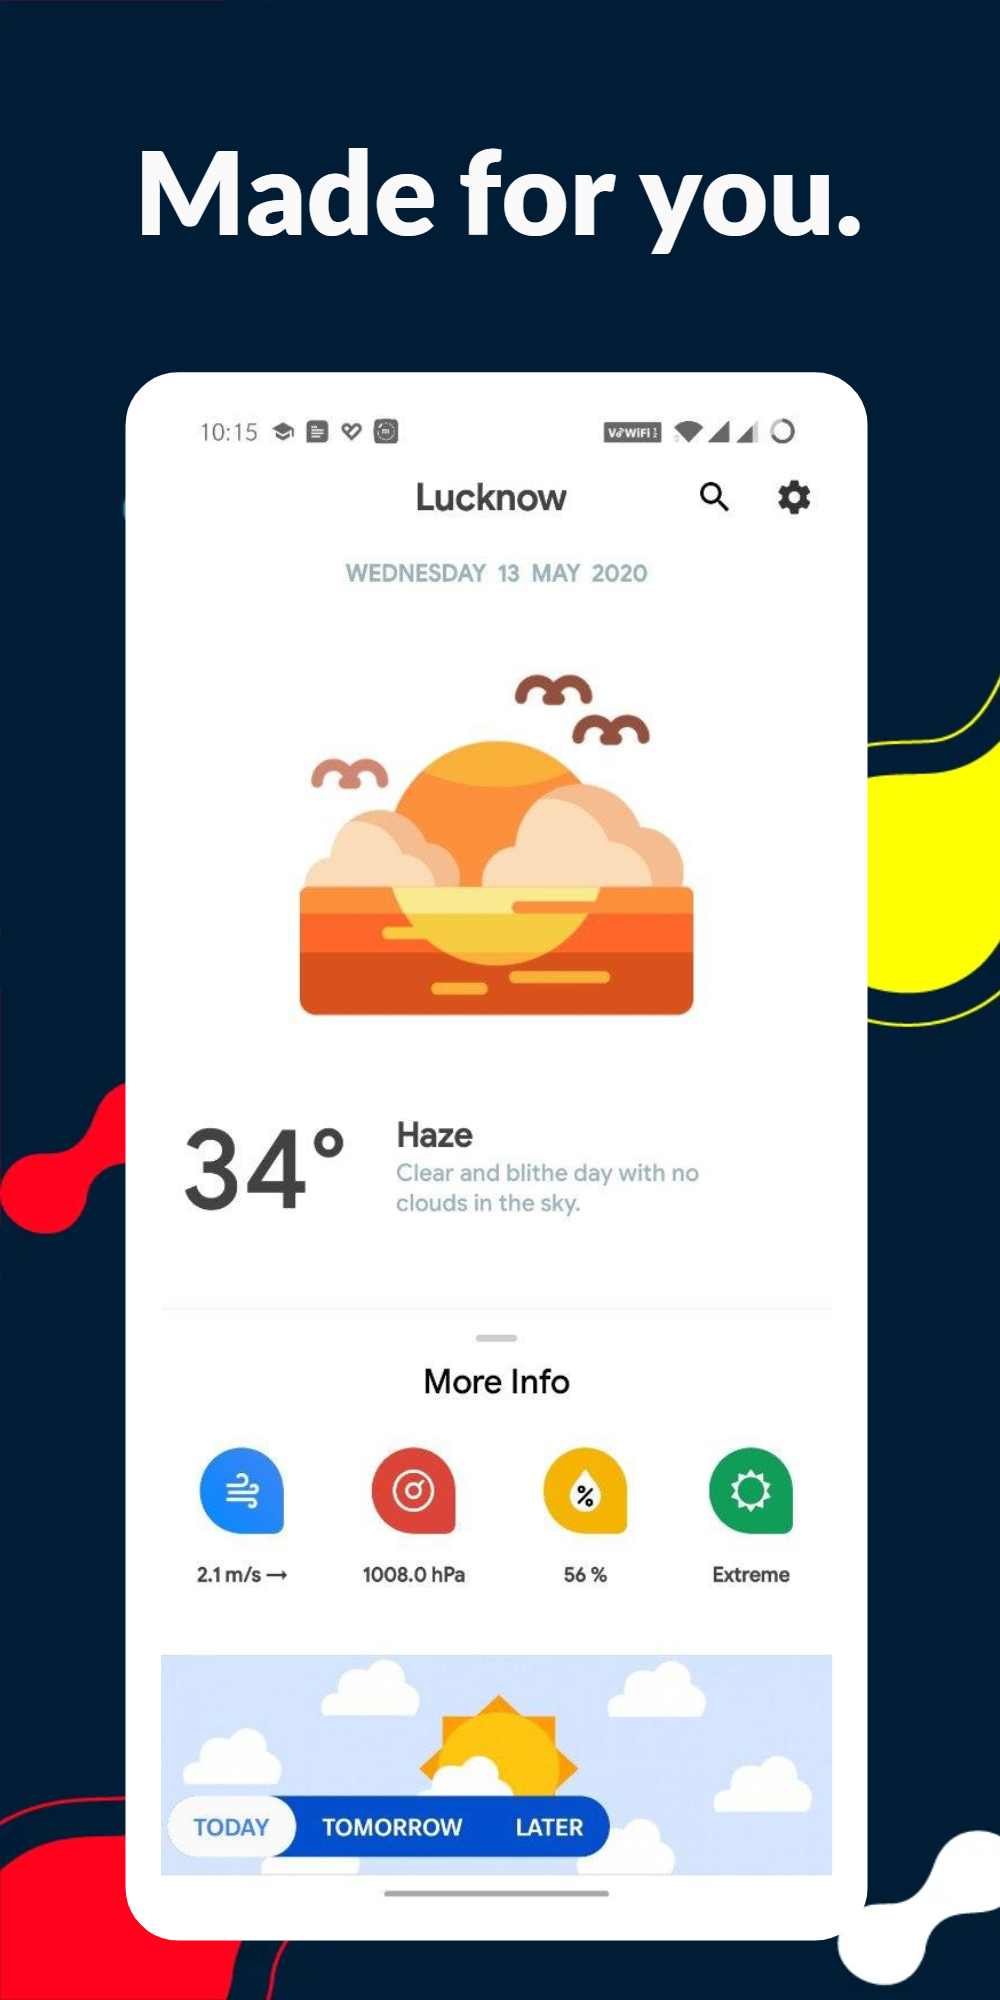 Made for you.
10:15
VoWiFi
Lucknow
WEDNESDAY 13 MAY 2020
34°
Haze
Clear and blithe day with no
clouds in the sky.
More Info
%
2.1 m/s → 1008.0 hPa 56 % Extreme
TODAY TOMORROW LATER